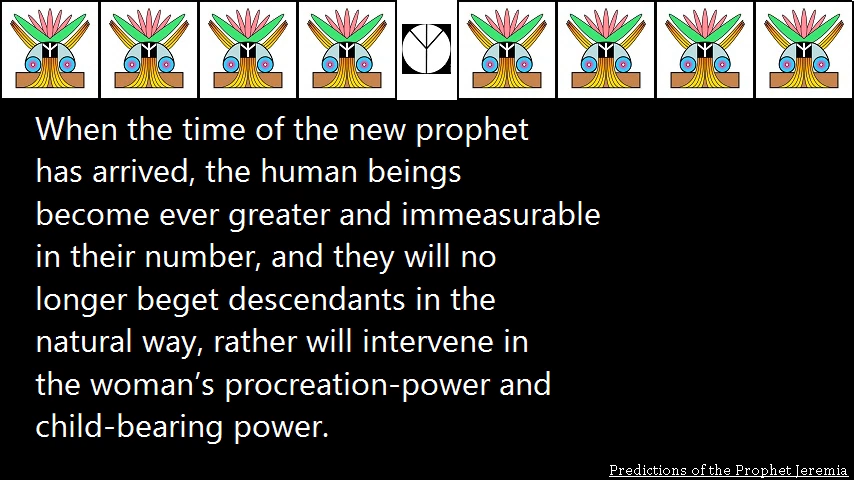 When the time of the new prophet
has arrived, the human beings
become ever greater and immeasurable
in their number, and they will no
longer beget descendants in the
natural way, rather will intervene in
the woman’s procreation-power and
child-bearing power.
Predictions of the Prophet Jeremia